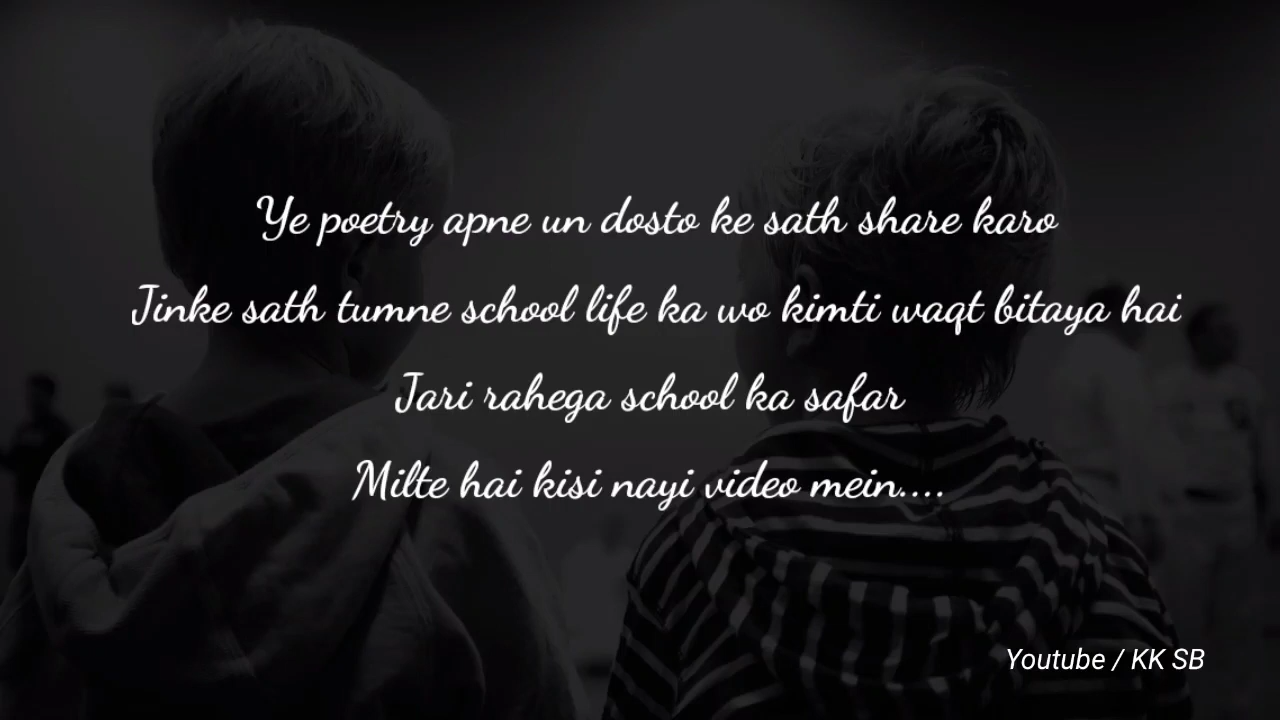 Ye poetry apne un dosto ke sath share karo
Jinke sath tumne school life ka wo kimti waqt bitaya hai
Jari rahega school ka safar
Milte hai kisi nayi video mein....
Youtube / KK SB